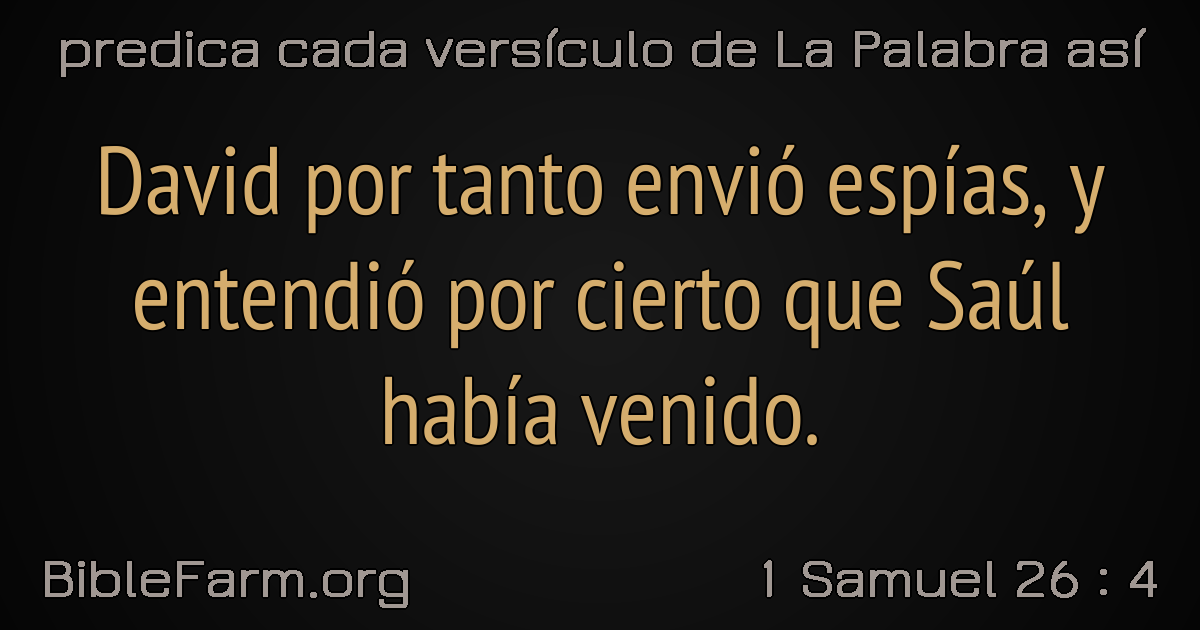 predica cada versículo de La Palabra así
David por tanto envió espías, y
entendió por cierto que Saúl
había venido.
BibleFarm.org
1 Samuel 26 : 4